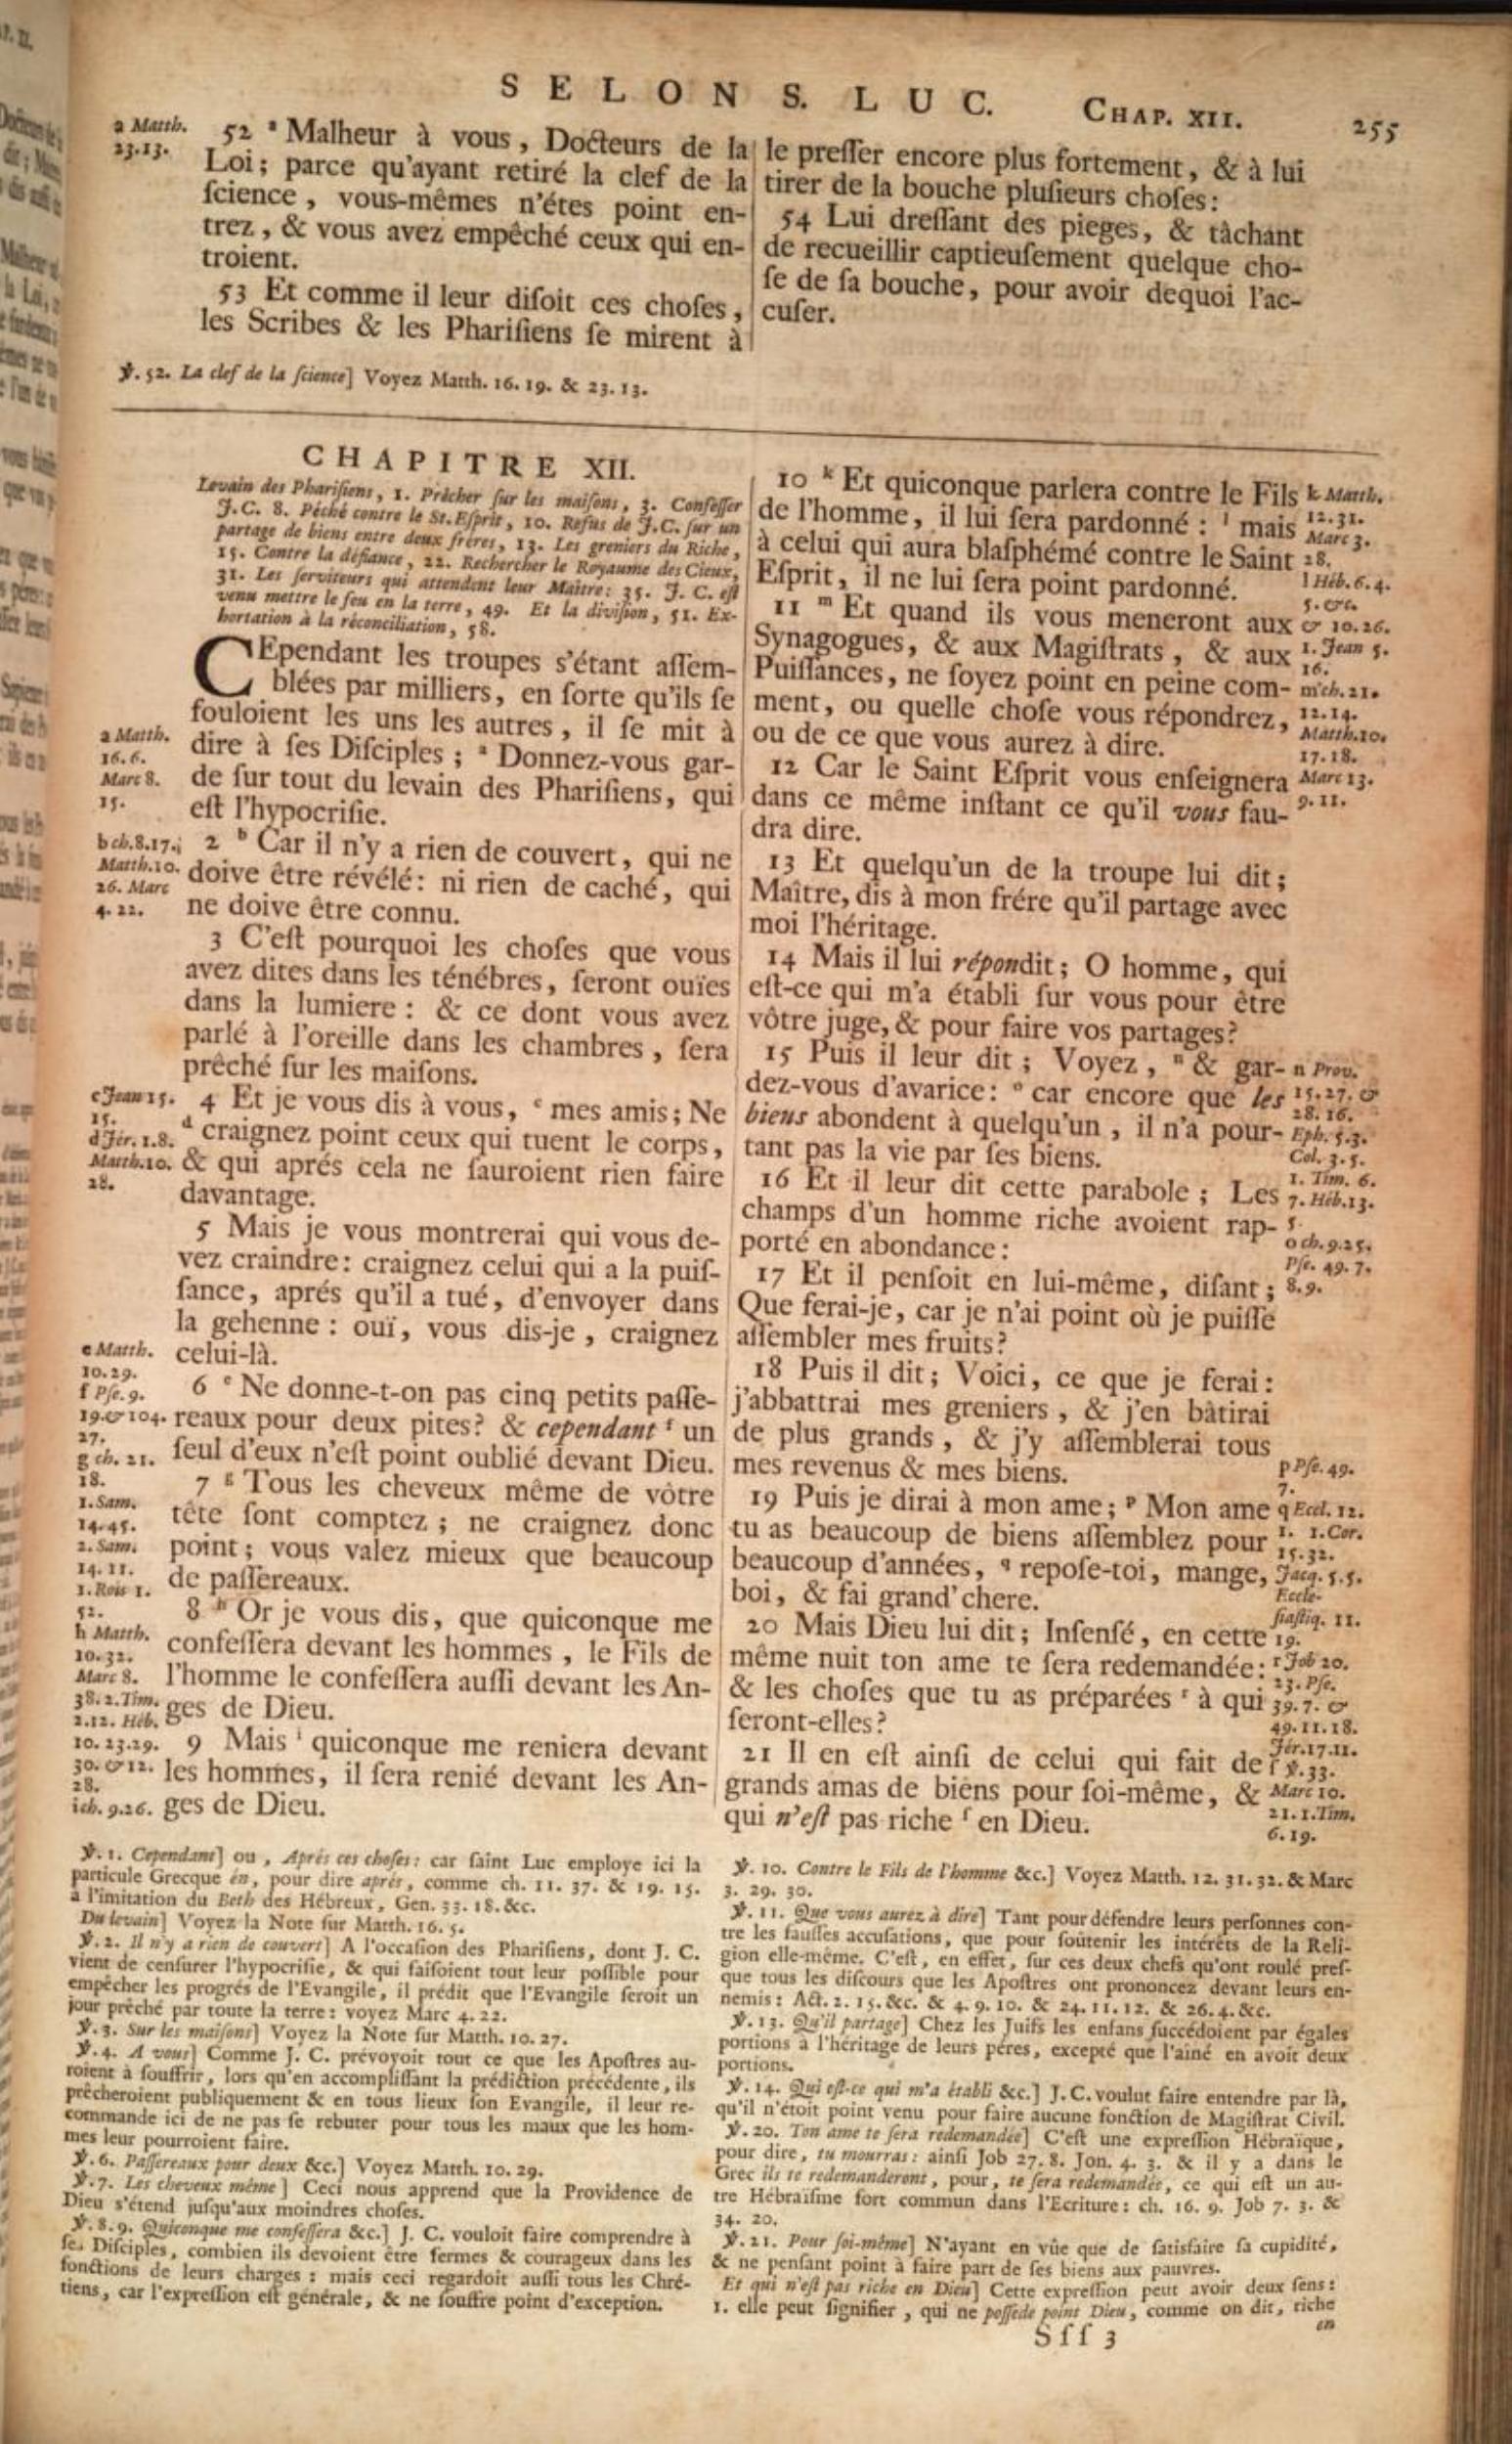 SELON S. LUC. CHAP. XII. 255
a Matth.
23.13.
52 ᵃ Malheur à vous, Docteurs de la
Loi; parce qu'ayant retiré la clef de la
ſcience, vous-mêmes n'étes point en-
trez, & vous avez empêché ceux qui en-
troient.
53 Et comme il leur diſoit ces choſes,
les Scribes & les Phariſiens ſe mirent à
le preſſer encore plus fortement, & à lui
tirer de la bouche pluſieurs choſes:
54 Lui dreſſant des pieges, & tâchant
de recueillir captieuſement quelque cho-
ſe de ſa bouche, pour avoir dequoi l'ac-
cuſer.
℣. 52. La clef de la ſcience] Voyez Matth. 16. 19. & 23. 13.
CHAPITRE XII.
Levain des Phariſiens, 1. Prêcher ſur les maiſons, 3. Confeſſer
J.C. 8. Péché contre le St. Eſprit, 10. Refus de J.C. ſur un
partage de biens entre deux fréres, 13. Les greniers du Riche,
15. Contre la défiance, 22. Rechercher le Royaume des Cieux,
31. Les ſerviteurs qui attendent leur Maître: 35. J. C. eſt
venu mettre le feu en la terre, 49. Et la diviſion, 51. Ex-
hortation à la réconciliation, 58.
CEpendant les troupes s'étant aſſem-
blées par milliers, en ſorte qu'ils ſe
fouloient les uns les autres, il ſe mit à
dire à ſes Diſciples; ᵃ Donnez-vous gar-
de ſur tout du levain des Phariſiens, qui
eſt l'hypocriſie.
2 ᵇ Car il n'y a rien de couvert, qui ne
doive être révélé: ni rien de caché, qui
ne doive être connu.
3 C'eſt pourquoi les choſes que vous
avez dites dans les ténébres, ſeront ouïes
dans la lumiere: & ce dont vous avez
parlé à l'oreille dans les chambres, ſera
prêché ſur les maiſons.
4 Et je vous dis à vous, ᶜ mes amis; Ne
ᵈ craignez point ceux qui tuent le corps,
& qui aprés cela ne ſauroient rien faire
davantage.
5 Mais je vous montrerai qui vous de-
vez craindre: craignez celui qui a la puiſ-
ſance, aprés qu'il a tué, d'envoyer dans
la gehenne: ouï, vous dis-je, craignez
celui-là.
6 ᵉ Ne donne-t-on pas cinq petits paſſe-
reaux pour deux pites? & cependant ᶠ un
ſeul d'eux n'eſt point oublié devant Dieu.
7 ᵍ Tous les cheveux même de vôtre
tête ſont comptez; ne craignez donc
point; vous valez mieux que beaucoup
de paſſereaux.
8 ʰ Or je vous dis, que quiconque me
confeſſera devant les hommes, le Fils de
l'homme le confeſſera auſſi devant les An-
ges de Dieu.
9 Mais ⁱ quiconque me reniera devant
les hommes, il ſera renié devant les An-
ges de Dieu.
a Matth.
16.6.
Marc 8.
15.
b ch.8.17.;
Matth.10.
26. Marc
4.22.
c Jean 15.
15.
d Jér. 1.8.
Matth.10.
28.
e Matth.
10.29.
f Pſe. 9.
19.& 104.
27.
g ch. 21.
18.
1. Sam.
14.45.
2. Sam.
14.11.
1. Rois 1.
52.
h Matth.
10.32.
Marc 8.
38. 2.Tim.
2.12. Héb.
10.23.29.
30. & 12.
28.
i ch. 9.26.
10 ᵏ Et quiconque parlera contre le Fils
de l'homme, il lui ſera pardonné: ˡ mais
à celui qui aura blaſphémé contre le Saint
Eſprit, il ne lui ſera point pardonné.
11 ᵐ Et quand ils vous meneront aux
Synagogues, & aux Magiſtrats, & aux
Puiſſances, ne ſoyez point en peine com-
ment, ou quelle choſe vous répondrez,
ou de ce que vous aurez à dire.
12 Car le Saint Eſprit vous enſeignera
dans ce même inſtant ce qu'il vous fau-
dra dire.
13 Et quelqu'un de la troupe lui dit;
Maître, dis à mon frére qu'il partage avec
moi l'héritage.
14 Mais il lui répondit; O homme, qui
eſt-ce qui m'a établi ſur vous pour être
vôtre juge, & pour faire vos partages?
15 Puis il leur dit; Voyez, ⁿ & gar-
dez-vous d'avarice: ᵒ car encore que les
biens abondent à quelqu'un, il n'a pour-
tant pas la vie par ſes biens.
16 Et il leur dit cette parabole; Les
champs d'un homme riche avoient rap-
porté en abondance:
17 Et il penſoit en lui-même, diſant;
Que ferai-je, car je n'ai point où je puiſſe
aſſembler mes fruits?
18 Puis il dit; Voici, ce que je ferai:
j'abbattrai mes greniers, & j'en bâtirai
de plus grands, & j'y aſſemblerai tous
mes revenus & mes biens.
19 Puis je dirai à mon ame; ᵖ Mon ame
tu as beaucoup de biens aſſemblez pour
beaucoup d'années, ᑫ repoſe-toi, mange,
boi, & fai grand' chere.
20 Mais Dieu lui dit; Inſenſé, en cette
même nuit ton ame te ſera redemandée:
& les choſes que tu as préparées ʳ à qui
ſeront-elles?
21 Il en eſt ainſi de celui qui fait de
grands amas de biens pour ſoi-même, &
qui n'eſt pas riche ˢ en Dieu.
k Matth.
12.31.
Marc 3.
28.
l Héb. 6.4.
5. &c.
& 10.26.
1. Jean 5.
16.
m ch. 21.
12.14.
Matth.10.
17.18.
Marc 13.
9.11.
n Prov.
15.27. &
28.16.
Eph. 5.3.
Col. 3.5.
1. Tim. 6.
7. Héb.13.
5.
o ch. 9.25.
Pſe. 49. 7.
8.9.
p Pſe. 49.
7.
q Eccl. 12.
1. 1.Cor.
15.32.
Jacq. 5.5.
Eccle-
ſiaſtiq. 11.
19.
r Job 20.
23. Pſe.
39.7. &
49.11.18.
Jér.17.11.
ſ ℣.33.
Marc 10.
21.1.Tim.
6.19.
℣. 1. Cependant] ou, Aprés ces choſes: car ſaint Luc employe ici la
particule Grecque én, pour dire aprés, comme ch. 11. 37. & 19. 15.
à l'imitation du Beth des Hébreux, Gen. 33. 18. &c.
Du levain] Voyez la Note ſur Matth. 16. 5.
℣. 2. Il n'y a rien de couvert] A l'occaſion des Phariſiens, dont J. C.
vient de cenſurer l'hypocriſie, & qui faiſoient tout leur poſſible pour
empêcher les progrés de l'Evangile, il prédit que l'Evangile ſeroit un
jour prêché par toute la terre: voyez Marc 4. 22.
℣. 3. Sur les maiſons] Voyez la Note ſur Matth. 10. 27.
℣. 4. A vous] Comme J. C. prévoyoit tout ce que les Apoſtres au-
roient à ſouffrir, lors qu'en accompliſſant la prédiction précédente, ils
prêcheroient publiquement & en tous lieux ſon Evangile, il leur re-
commande ici de ne pas ſe rebuter pour tous les maux que les hom-
mes leur pourroient faire.
℣. 6. Paſſereaux pour deux &c.] Voyez Matth. 10. 29.
℣. 7. Les cheveux même] Ceci nous apprend que la Providence de
Dieu s'étend juſqu'aux moindres choſes.
℣. 8. 9. Quiconque me confeſſera &c.] J. C. vouloit faire comprendre à
ſes Diſciples, combien ils devoient être fermes & courageux dans les
fonctions de leurs charges: mais ceci regardoit auſſi tous les Chré-
tiens, car l'expreſſion eſt générale, & ne ſouffre point d'exception.
℣. 10. Contre le Fils de l'homme &c.] Voyez Matth. 12. 31. 32. & Marc
3. 29. 30.
℣. 11. Que vous aurez à dire] Tant pour défendre leurs perſonnes con-
tre les fauſſes accuſations, que pour ſoûtenir les intérêts de la Reli-
gion elle-même. C'eſt, en effet, ſur ces deux chefs qu'ont roulé preſ-
que tous les diſcours que les Apoſtres ont prononcez devant leurs en-
nemis: Act. 2. 15. &c. & 4. 9. 10. & 24. 11. 12. & 26. 4. &c.
℣. 13. Qu'il partage] Chez les Juifs les enfans ſuccédoient par égales
portions à l'héritage de leurs péres, excepté que l'aîné en avoit deux
portions.
℣. 14. Qui eſt-ce qui m'a établi &c.] J. C. voulut faire entendre par là,
qu'il n'étoit point venu pour faire aucune fonction de Magiſtrat Civil.
℣. 20. Ton ame te ſera redemandée] C'eſt une expreſſion Hébraïque,
pour dire, tu mourras: ainſi Job 27. 8. Jon. 4. 3. & il y a dans le
Grec ils te redemanderont, pour, te ſera redemandée, ce qui eſt un au-
tre Hébraïſme fort commun dans l'Ecriture: ch. 16. 9. Job 7. 3. &
34. 20.
℣. 21. Pour ſoi-même] N'ayant en vûe que de ſatisfaire ſa cupidité,
& ne penſant point à faire part de ſes biens aux pauvres.
Et qui n'eſt pas riche en Dieu] Cette expreſſion peut avoir deux ſens:
1. elle peut ſignifier, qui ne poſſede point Dieu, comme on dit, riche
Sſſ 3
en